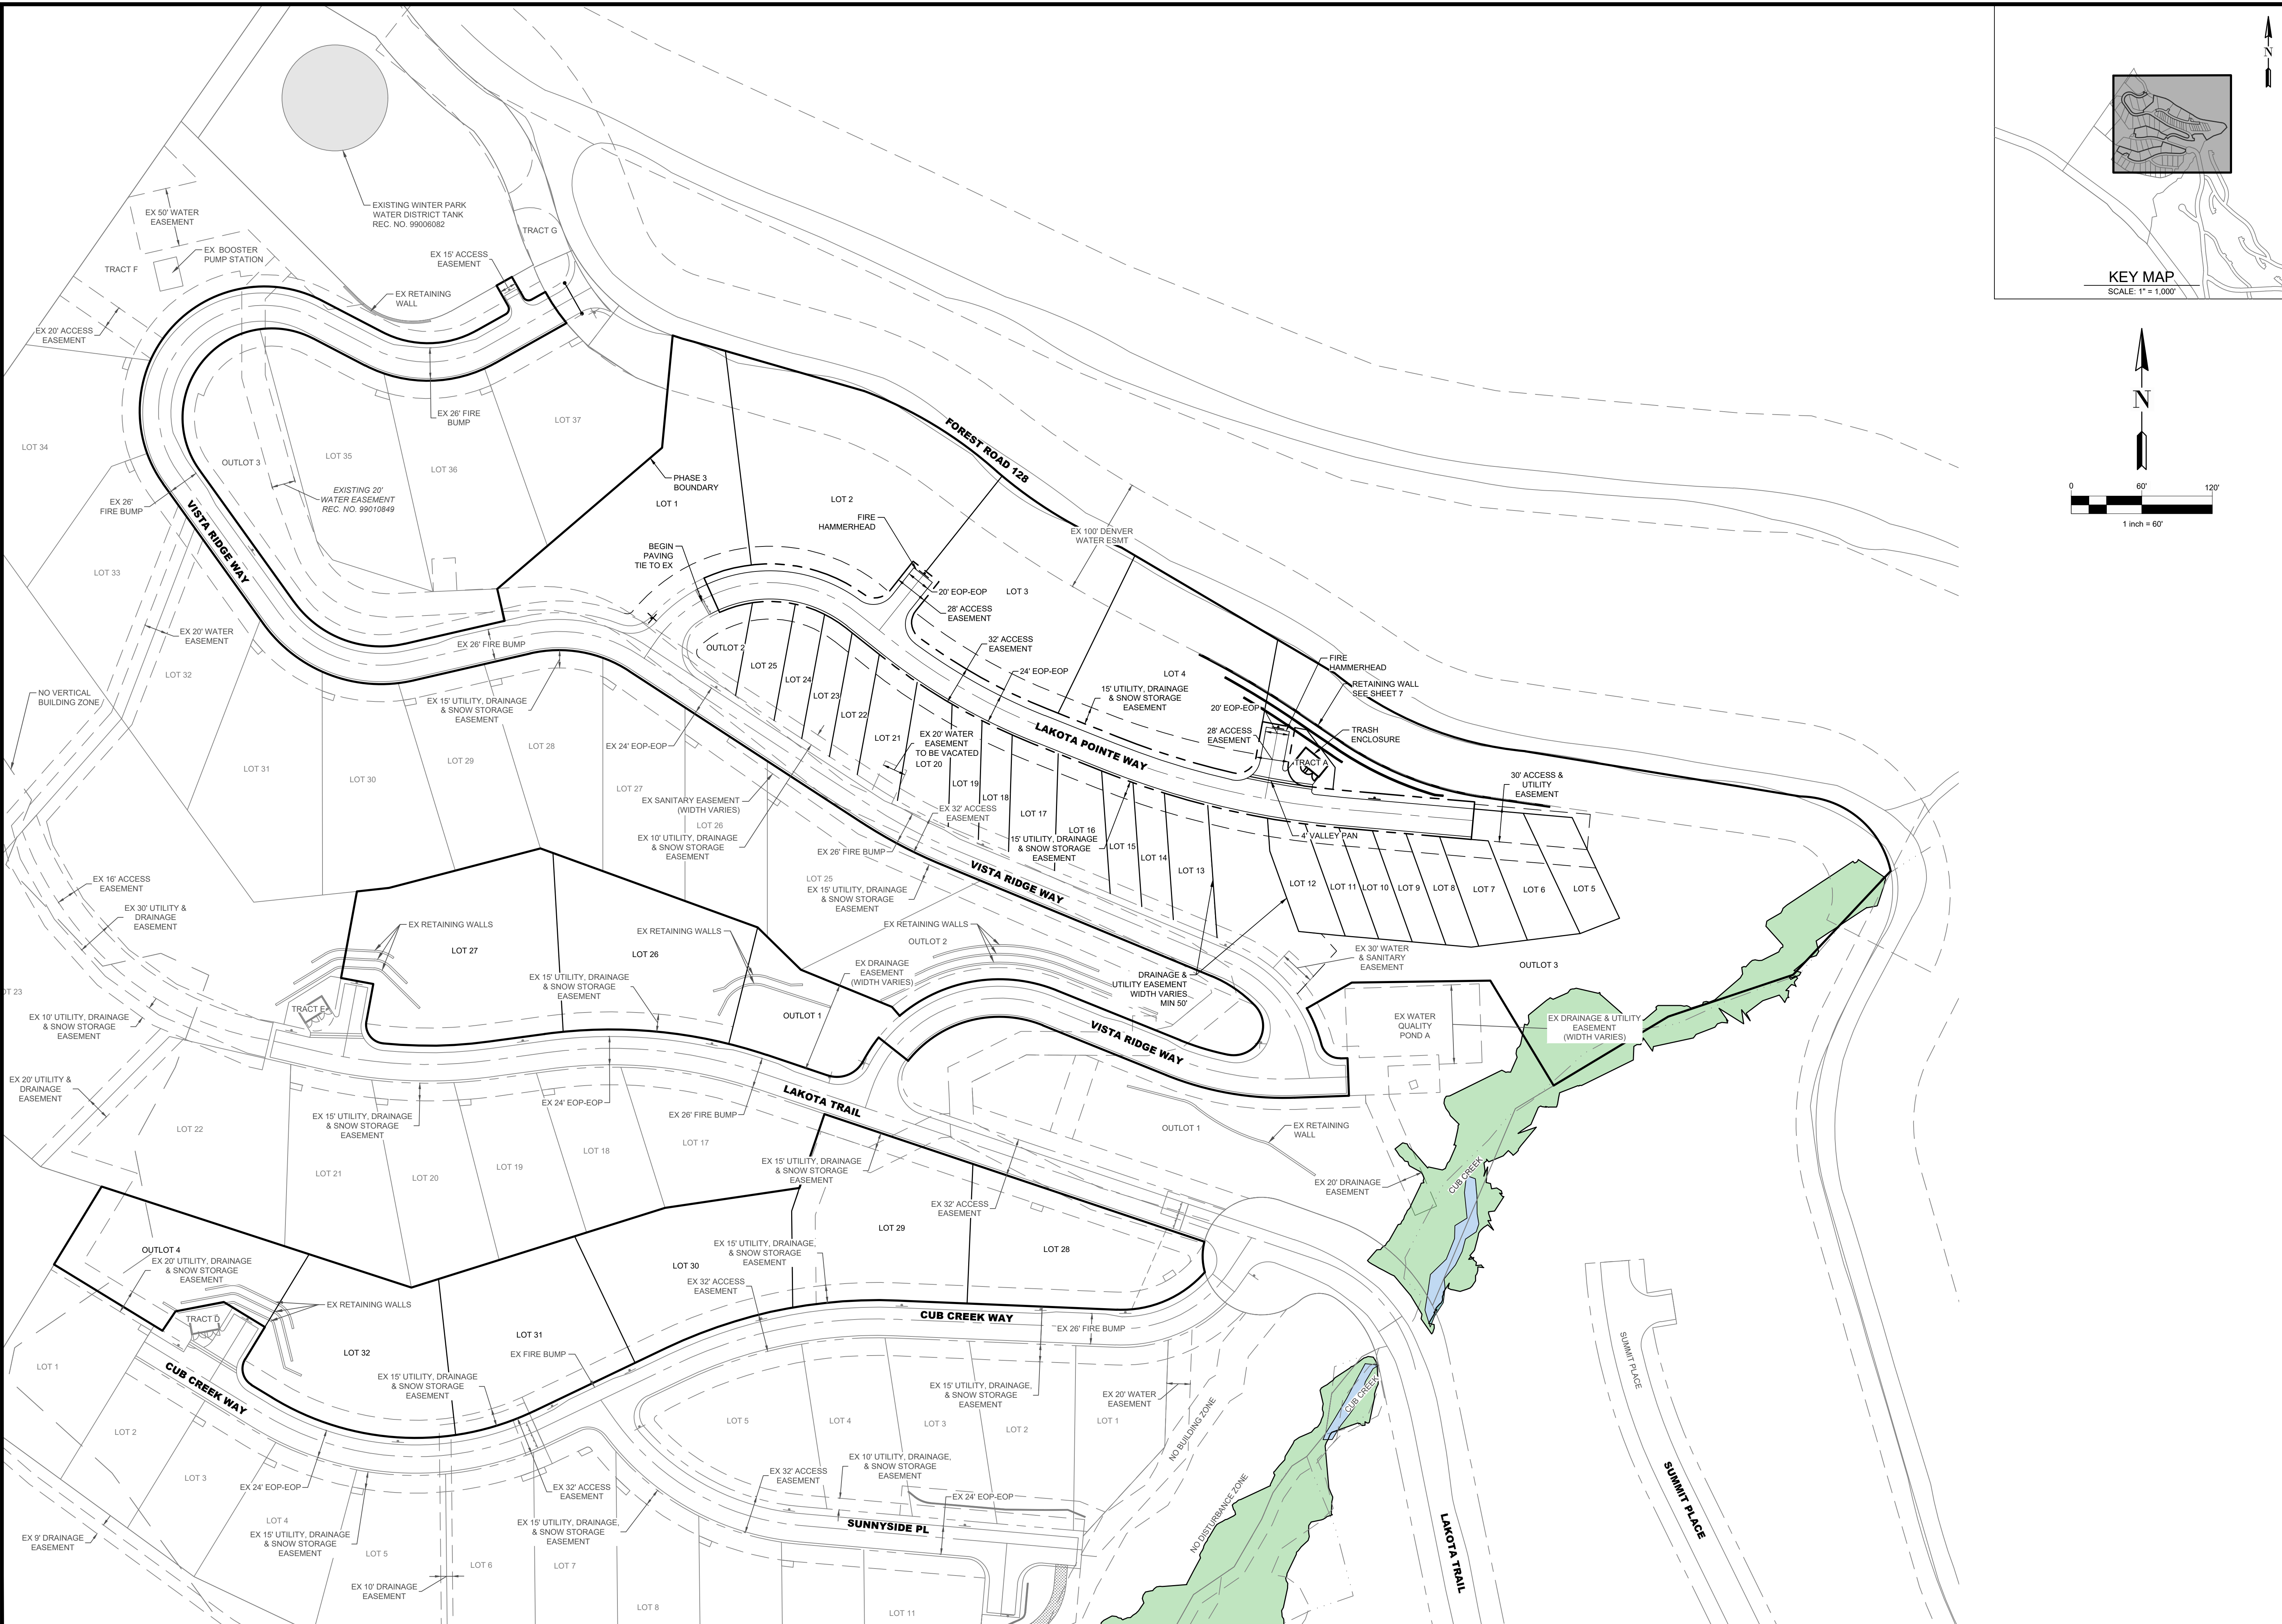 N
KEY MAP
SCALE: 1" = 1,000'
N
0
60'
120'
1 inch = 60'
EXISTING WINTER PARK
WATER DISTRICT TANK
REC. NO. 99006082
EX 50' WATER
EASEMENT
EX BOOSTER
PUMP STATION
TRACT F
TRACT G
EX 15' ACCESS
EASEMENT
EX RETAINING
WALL
EX 20' ACCESS
EASEMENT
EX 26' FIRE
BUMP
LOT 37
LOT 34
OUTLOT 3
LOT 35
LOT 36
EXISTING 20'
WATER EASEMENT
REC. NO. 99010849
PHASE 3
BOUNDARY
LOT 1
LOT 2
FOREST ROAD 128
EX 26'
FIRE BUMP
VISTA RIDGE WAY
FIRE
HAMMERHEAD
EX 100' DENVER
WATER ESMT
LOT 33
BEGIN
PAVING
TIE TO EX
20' EOP-EOP
LOT 3
28' ACCESS
EASEMENT
EX 20' WATER
EASEMENT
EX 26' FIRE BUMP
32' ACCESS
EASEMENT
OUTLOT 2
LOT 25
LOT 24
LOT 23
LOT 22
LOT 21
24' EOP-EOP
LOT 4
15' UTILITY, DRAINAGE
& SNOW STORAGE
EASEMENT
FIRE
HAMMERHEAD
RETAINING WALL
SEE SHEET 7
20' EOP-EOP
TRASH
ENCLOSURE
28' ACCESS
EASEMENT
TRACT A
LAKOTA POINTE WAY
LOT 32
NO VERTICAL
BUILDING ZONE
EX 15' UTILITY, DRAINAGE
& SNOW STORAGE
EASEMENT
EX 24' EOP-EOP
EX 20' WATER
EASEMENT
TO BE VACATED
LOT 20
LOT 19
LOT 18
LOT 17
LOT 16
LOT 15
LOT 14
LOT 13
30' ACCESS &
UTILITY
EASEMENT
LOT 31
LOT 30
LOT 29
LOT 28
LOT 27
EX SANITARY EASEMENT
(WIDTH VARIES)
LOT 26
EX 10' UTILITY, DRAINAGE
& SNOW STORAGE
EASEMENT
EX 32' ACCESS
EASEMENT
15' UTILITY, DRAINAGE
& SNOW STORAGE
EASEMENT
4' VALLEY PAN
EX 26' FIRE BUMP
VISTA RIDGE WAY
LOT 25
EX 15' UTILITY, DRAINAGE
& SNOW STORAGE
EASEMENT
LOT 12
LOT 11
LOT 10
LOT 9
LOT 8
LOT 7
LOT 6
LOT 5
EX 16' ACCESS
EASEMENT
EX 30' UTILITY &
DRAINAGE
EASEMENT
EX RETAINING WALLS
LOT 27
EX RETAINING WALLS
LOT 26
EX RETAINING WALLS
OUTLOT 2
EX DRAINAGE
EASEMENT
(WIDTH VARIES)
EX 30' WATER
& SANITARY
EASEMENT
OUTLOT 3
DRAINAGE &
UTILITY EASEMENT
WIDTH VARIES
MIN 50'
EX 15' UTILITY, DRAINAGE
& SNOW STORAGE
EASEMENT
OT 23
TRACT E
OUTLOT 1
EX 10' UTILITY, DRAINAGE
& SNOW STORAGE
EASEMENT
VISTA RIDGE WAY
EX WATER
QUALITY
POND A
EX DRAINAGE & UTILITY
EASEMENT
(WIDTH VARIES)
EX 20' UTILITY &
DRAINAGE
EASEMENT
EX 15' UTILITY, DRAINAGE
& SNOW STORAGE
EASEMENT
EX 24' EOP-EOP
EX 26' FIRE BUMP
LAKOTA TRAIL
OUTLOT 1
EX RETAINING
WALL
LOT 22
LOT 21
LOT 20
LOT 19
LOT 18
LOT 17
EX 15' UTILITY, DRAINAGE
& SNOW STORAGE
EASEMENT
EX 20' DRAINAGE
EASEMENT
CUB CREEK
EX 32' ACCESS
EASEMENT
LOT 29
LOT 28
OUTLOT 4
EX 20' UTILITY, DRAINAGE
& SNOW STORAGE
EASEMENT
EX 15' UTILITY, DRAINAGE,
& SNOW STORAGE
EASEMENT
LOT 30
EX 32' ACCESS
EASEMENT
EX RETAINING WALLS
TRACT D
LOT 31
CUB CREEK WAY
EX 26' FIRE BUMP
LOT 1
LOT 32
EX FIRE BUMP
CUB CREEK WAY
EX 15' UTILITY, DRAINAGE
& SNOW STORAGE
EASEMENT
EX 15' UTILITY, DRAINAGE,
& SNOW STORAGE
EASEMENT
EX 20' WATER
EASEMENT
CUB CREEK
SUMMIT PLACE
LOT 2
LOT 5
LOT 4
LOT 3
LOT 2
LOT 1
NO BUILDING ZONE
LOT 3
EX 24' EOP-EOP
EX 32' ACCESS
EASEMENT
EX 32' ACCESS
EASEMENT
EX 10' UTILITY, DRAINAGE,
& SNOW STORAGE
EASEMENT
EX 24' EOP-EOP
NO DISTURBANCE ZONE
SUMMIT PLACE
EX 9' DRAINAGE
EASEMENT
LOT 4
EX 15' UTILITY, DRAINAGE
& SNOW STORAGE
EASEMENT
EX 15' UTILITY, DRAINAGE,
& SNOW STORAGE
EASEMENT
SUNNYSIDE PL
LAKOTA TRAIL
LOT 5
LOT 6
LOT 7
EX 10' DRAINAGE
EASEMENT
LOT 8
LOT 11